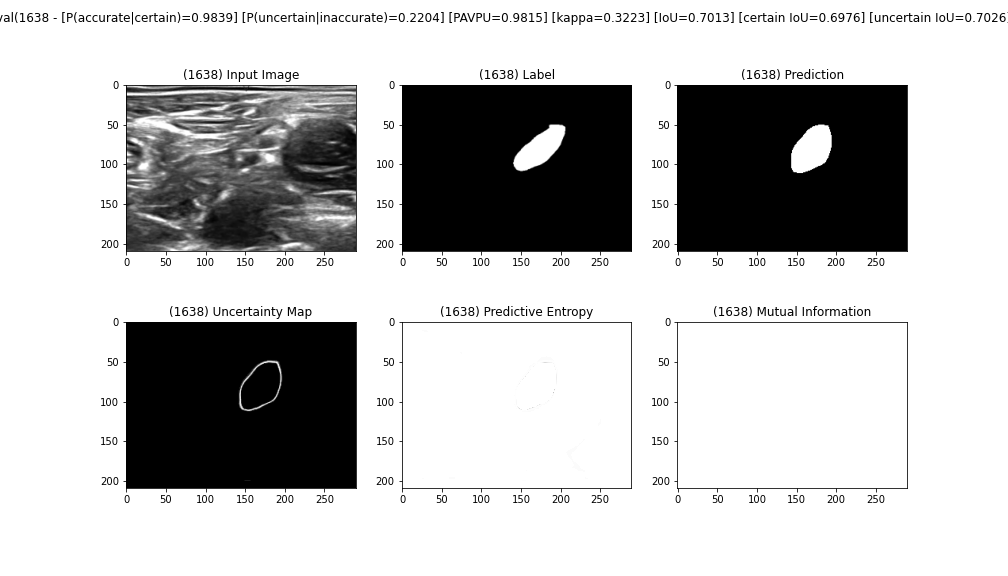 val(1638 - [P(accurate|certain)=0.9839] [P(uncertain|inaccurate)=0.2204] [PAVPU=0.9815] [kappa=0.3223] [IoU=0.7013] [certain IoU=0.6976] [uncertain IoU=0.7026]
(1638) Input Image
0
50
100
150
200
0 50 100 150 200 250
(1638) Label
0
50
100
150
200
0 50 100 150 200 250
(1638) Prediction
0
50
100
150
200
0 50 100 150 200 250
(1638) Uncertainty Map
0
50
100
150
200
0 50 100 150 200 250
(1638) Predictive Entropy
0
50
100
150
200
0 50 100 150 200 250
(1638) Mutual Information
0
50
100
150
200
0 50 100 150 200 250